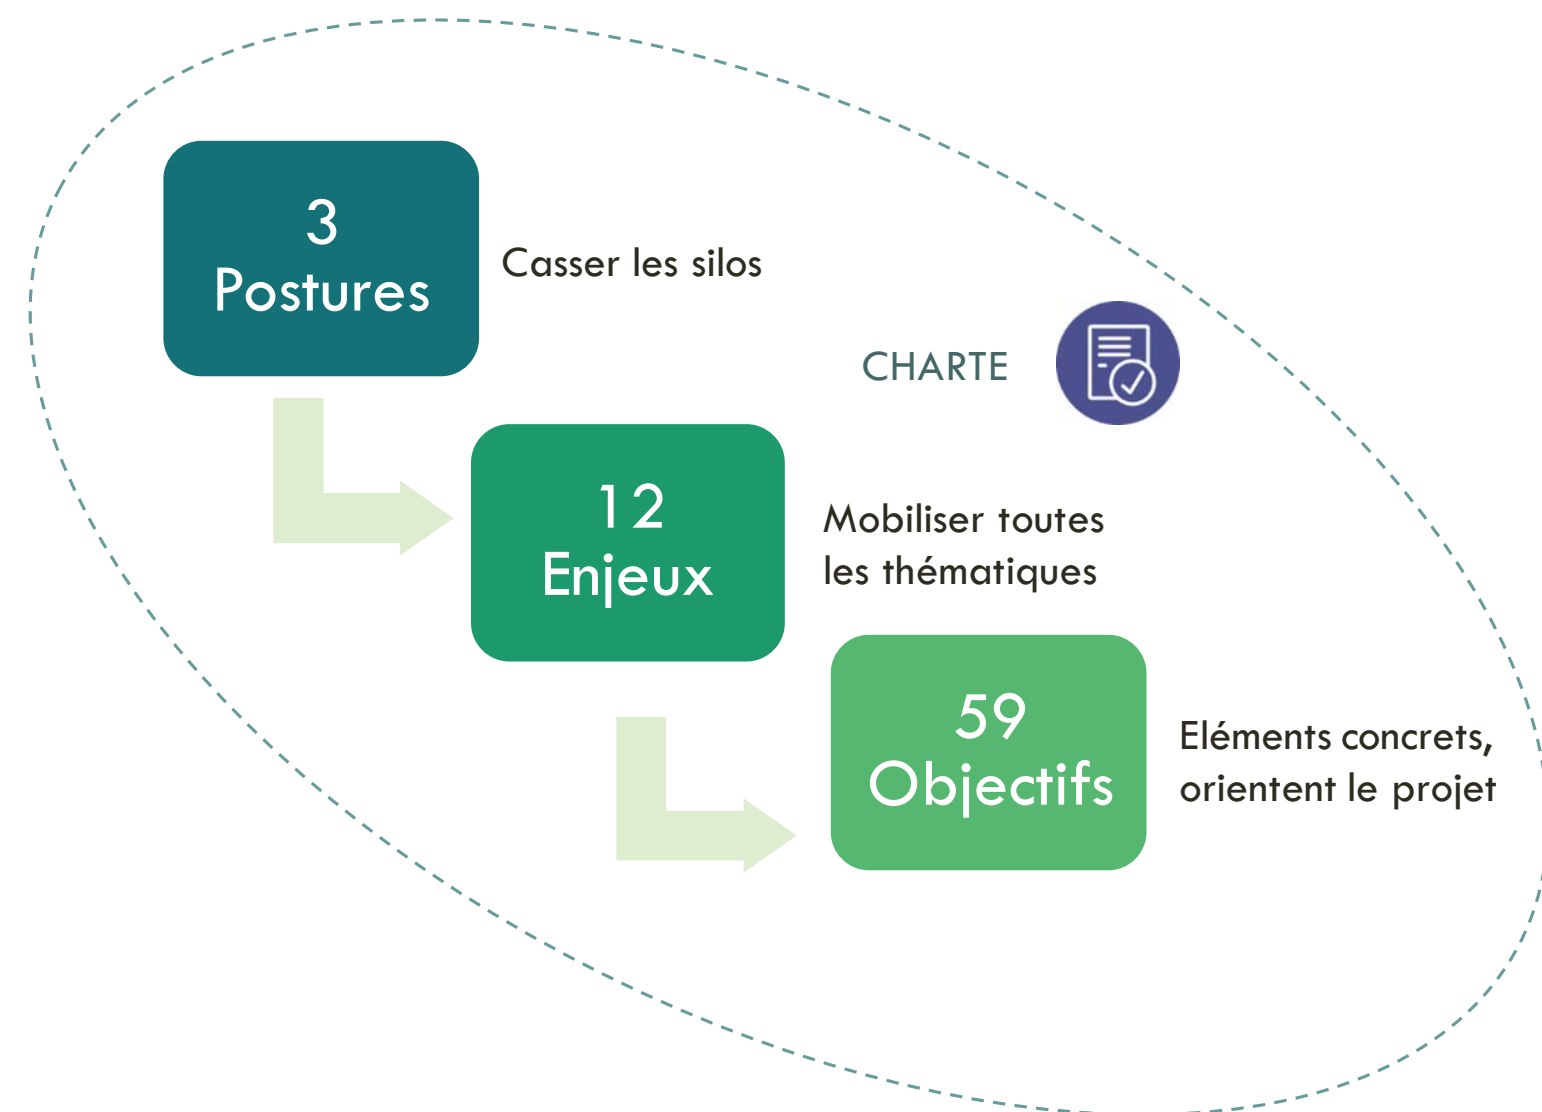 3
Postures
Casser les silos
CHARTE
12
Enjeux
Mobiliser toutes
les thématiques
59
Objectifs
Eléments concrets,
orientent le projet